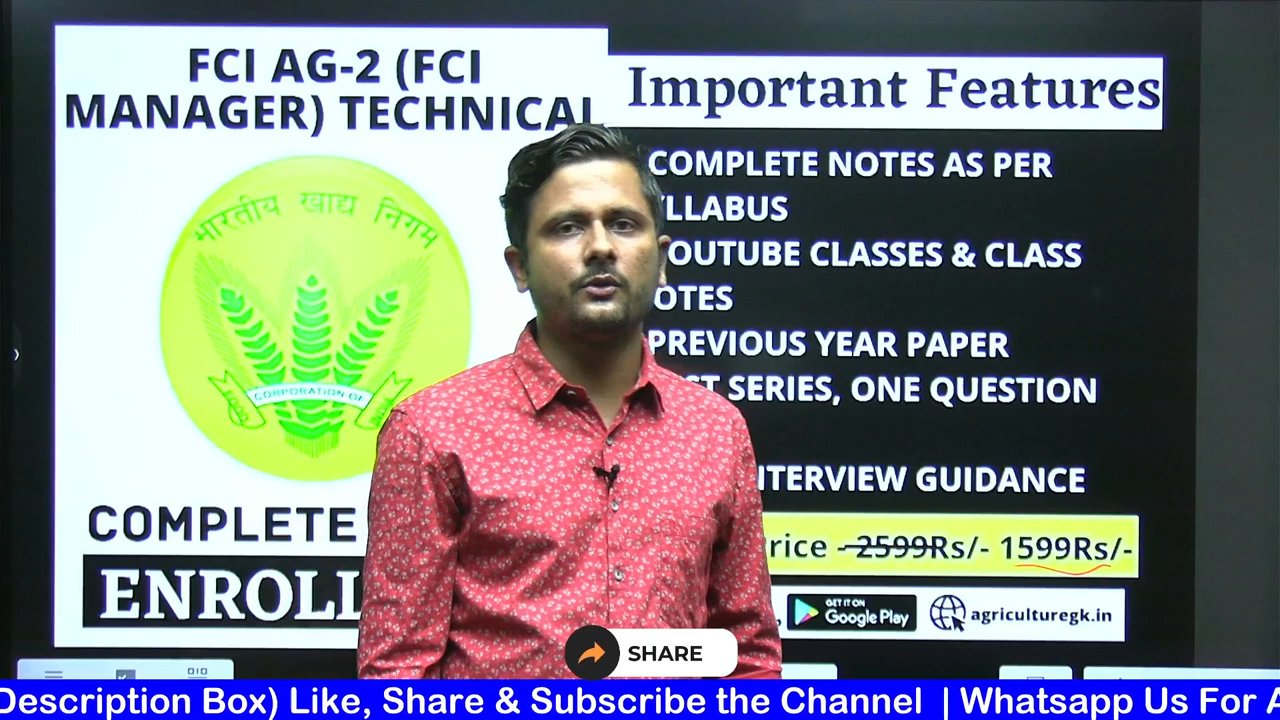 FCI AG-2 (FCI
MANAGER) TECHNICAL
भारतीय खाद्य निगम
CORPORATION OF
COMPLETE
ENROLL
Important Features
COMPLETE NOTES AS PER
YLLABUS
YOUTUBE CLASSES & CLASS
OTES
PREVIOUS YEAR PAPER
ST SERIES, ONE QUESTION
NTERVIEW GUIDANCE
rice - 2599Rs/- 1599Rs/-
GET IT ON
Google Play
agriculturegk.in
SHARE
Description Box) Like, Share & Subscribe the Channel | Whatsapp Us For A